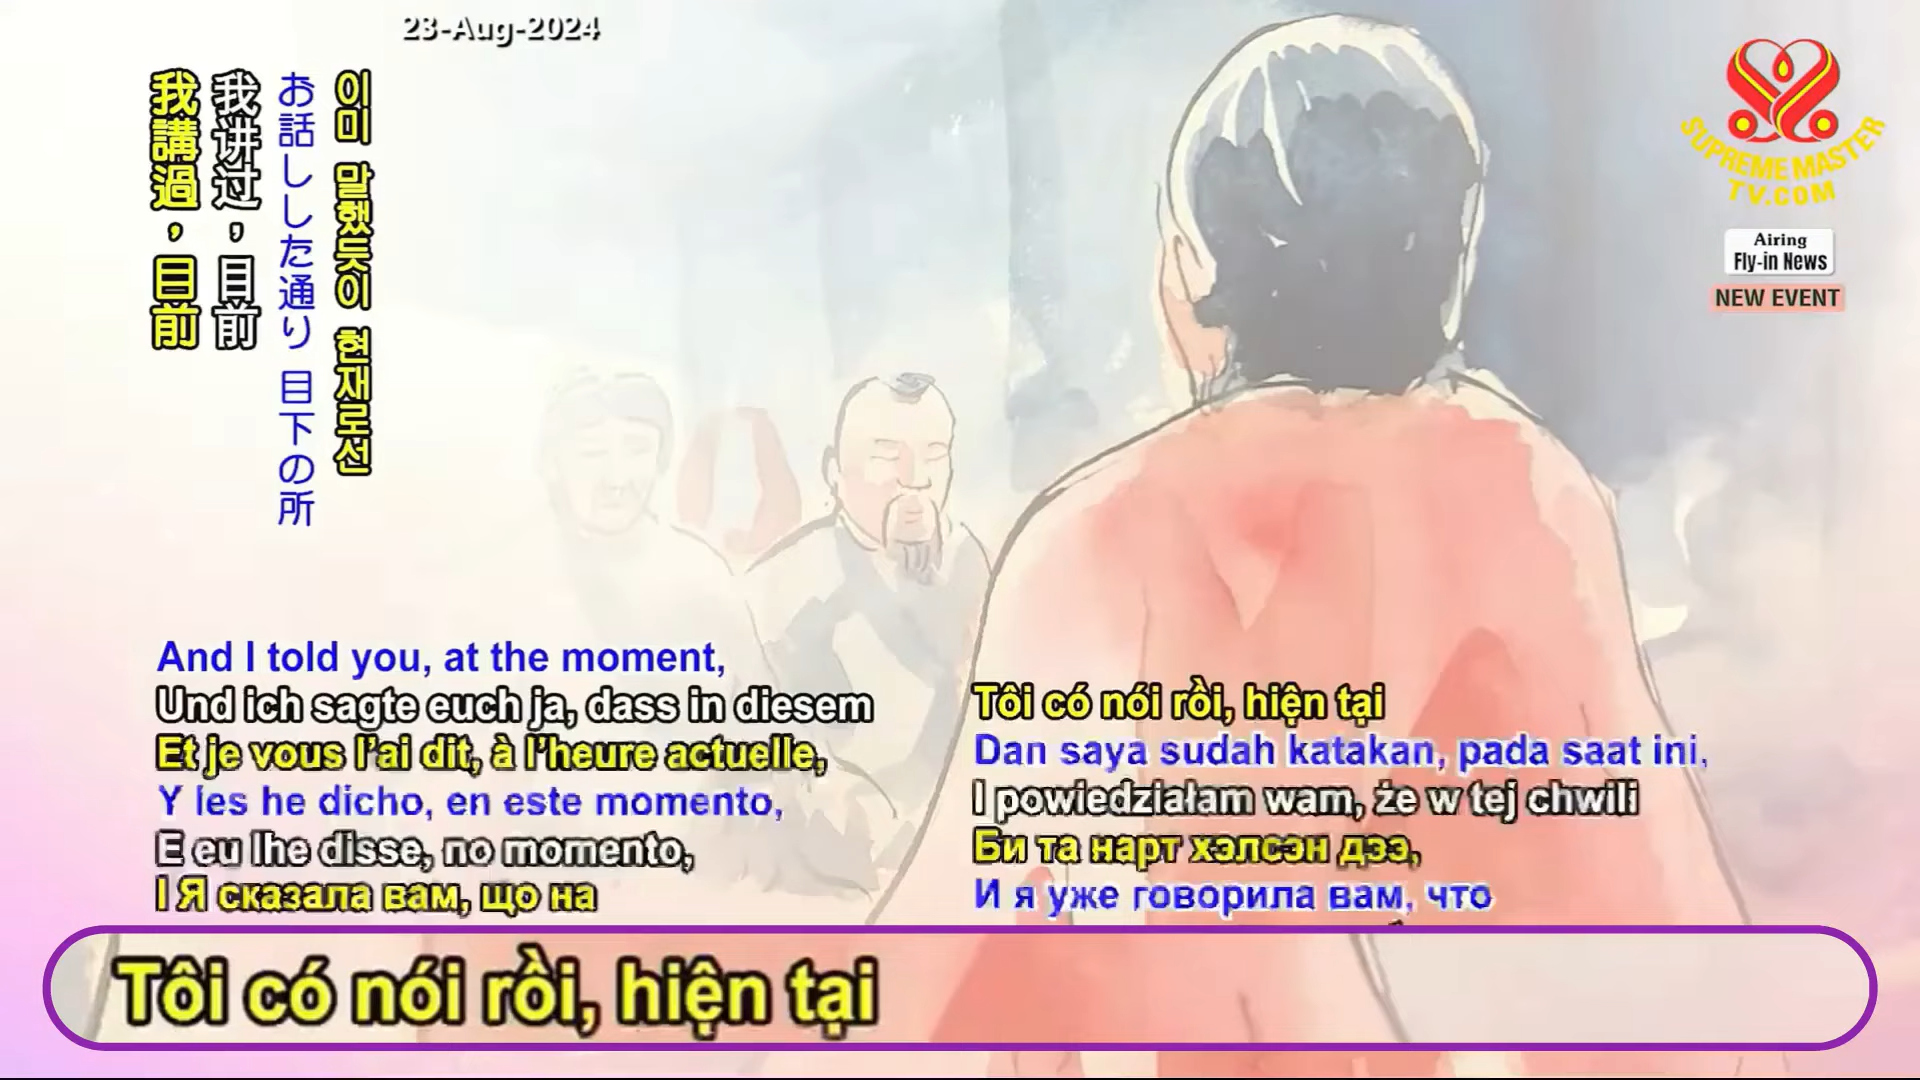 23-Aug-2024
我講過，目前
我讲过，目前
お話しした通り 目下の所
이미 말했듯이 현재로선
SUPREME MASTER
TV.COM
Airing
Fly-in News
NEW EVENT
And I told you, at the moment,
Und ich sagte euch ja, dass in diesem
Et je vous l'ai dit, à l'heure actuelle,
Y les he dicho, en este momento,
E eu lhe disse, no momento,
І Я сказала вам, що на
Tôi có nói rồi, hiện tại
Dan saya sudah katakan, pada saat ini,
I powiedziałam wam, że w tej chwili
Би та нарт хэлсэн дээ,
И я уже говорила вам, что
Tôi có nói rồi, hiện tại